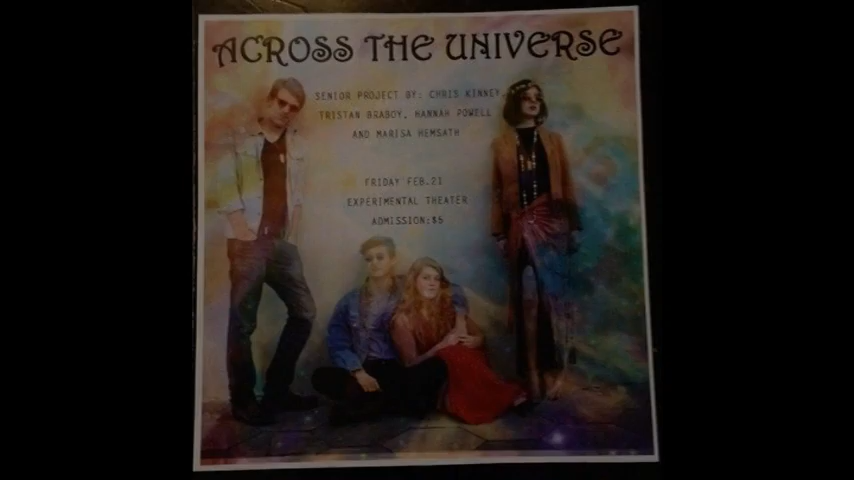 ACROSS THE UNIVERSE
SENIOR PROJECT BY: CHRIS KINNEY,
TRISTAN BRABOY, HANNAH POWELL
AND MARISA HEMSATH
FRIDAY FEB.21
EXPERIMENTAL THEATER
ADMISSION:$5